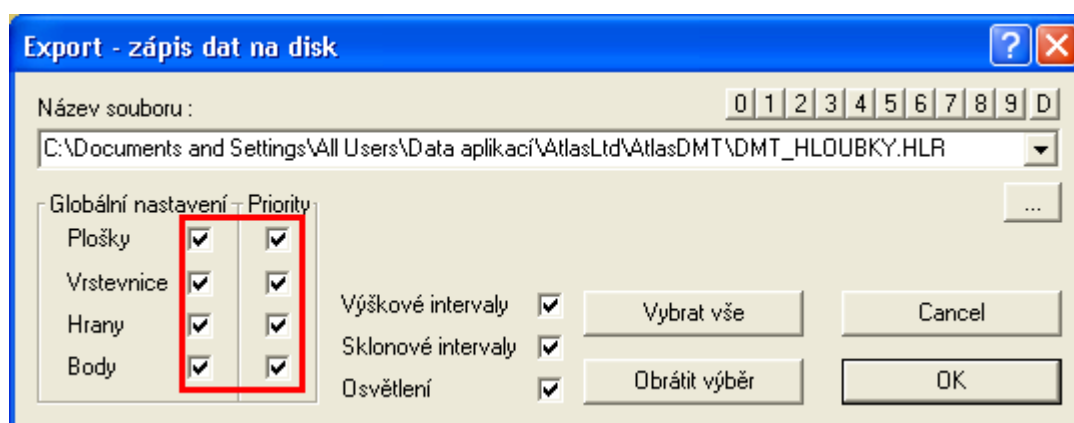 Export - zápis dat na disk
Název souboru :
0 1 2 3 4 5 6 7 8 9 D
C:\Documents and Settings\All Users\Data aplikací\AtlasLtd\AtlasDMT\DMT_HLOUBKY.HLR
...
Globální nastavení Priority
Plošky
Vrstevnice
Hrany
Body
Výškové intervaly
Sklonové intervaly
Osvětlení
Vybrat vše
Cancel
Obrátit výběr
OK